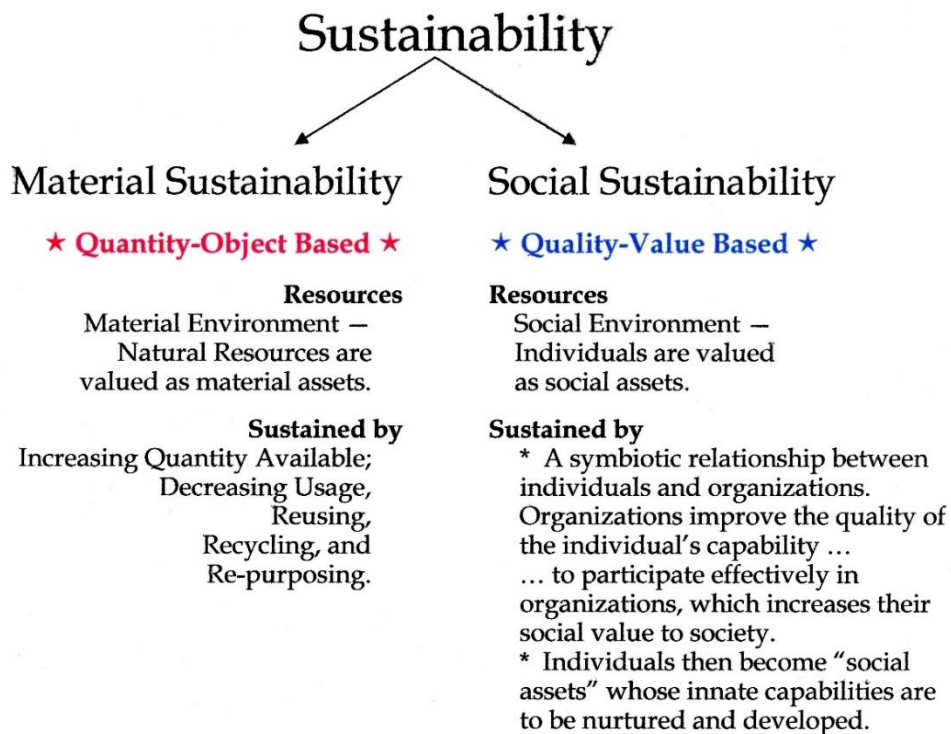 Sustainability
Material Sustainability
★ Quantity-Object Based ★
Resources
Material Environment —
Natural Resources are
valued as material assets.
Sustained by
Increasing Quantity Available;
Decreasing Usage,
Reusing,
Recycling, and
Re-purposing.
Social Sustainability
★ Quality-Value Based ★
Resources
Social Environment —
Individuals are valued
as social assets.
Sustained by
* A symbiotic relationship between
individuals and organizations.
Organizations improve the quality of
the individual's capability ...
... to participate effectively in
organizations, which increases their
social value to society.
* Individuals then become “social
assets” whose innate capabilities are
to be nurtured and developed.